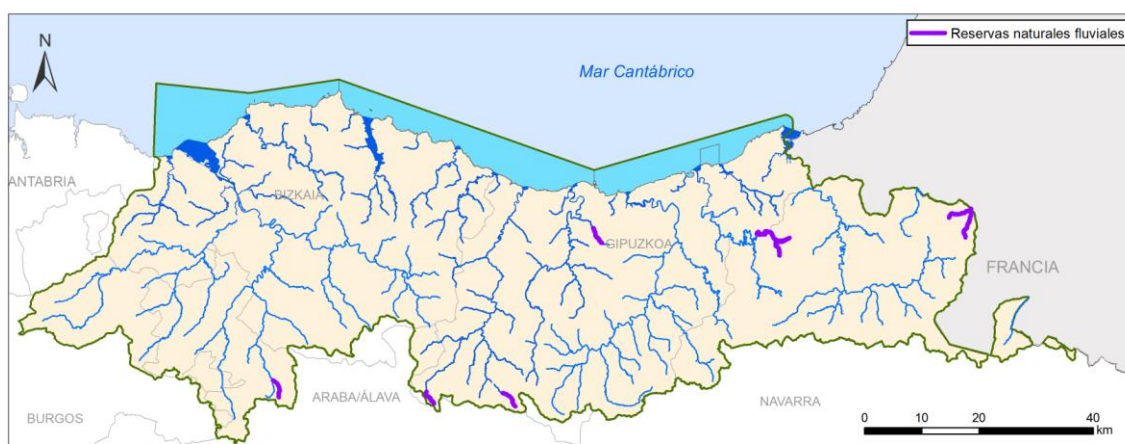 N
Reservas naturales fluviales
Mar Cantábrico
ANTABRIA
BIZKAIA
GIPUZKOA
FRANCIA
ARABA/ÁLAVA
NAVARRA
BURGOS
0 10 20 40
km